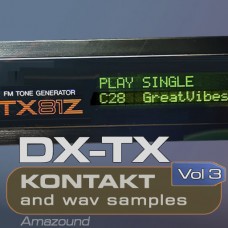 FM TONE GENERATOR
TX81Z
PLAY SINGLE
C28 GreatVibes
DX-TX
KONTAKT Vol 3
and wav samples
Amazound